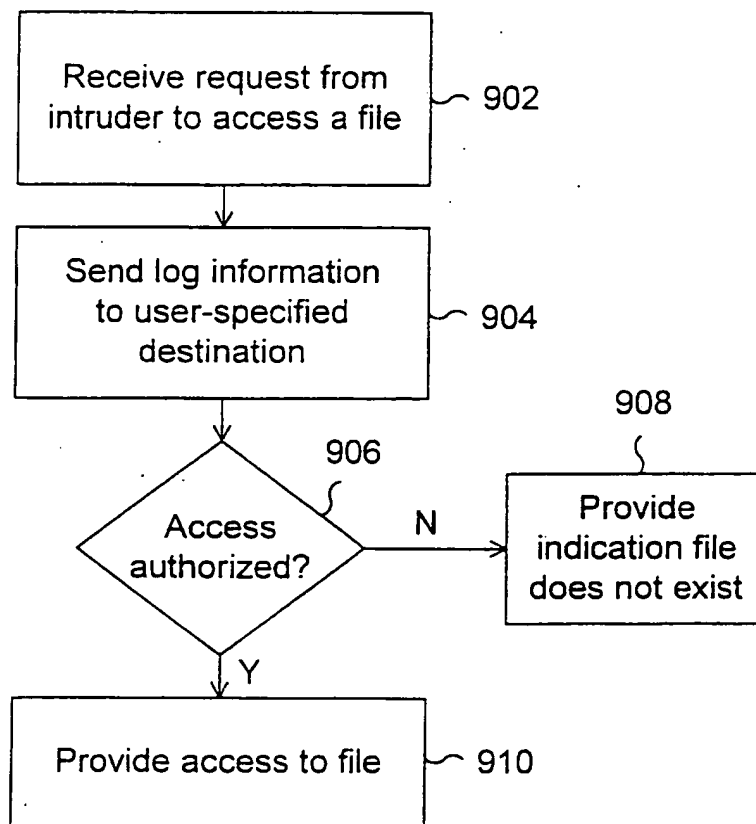 Receive request from
intruder to access a file
902
Send log information
to user-specified
destination
904
906
Access
authorized?
N
908
Provide
indication file
does not exist
Y
Provide access to file
910